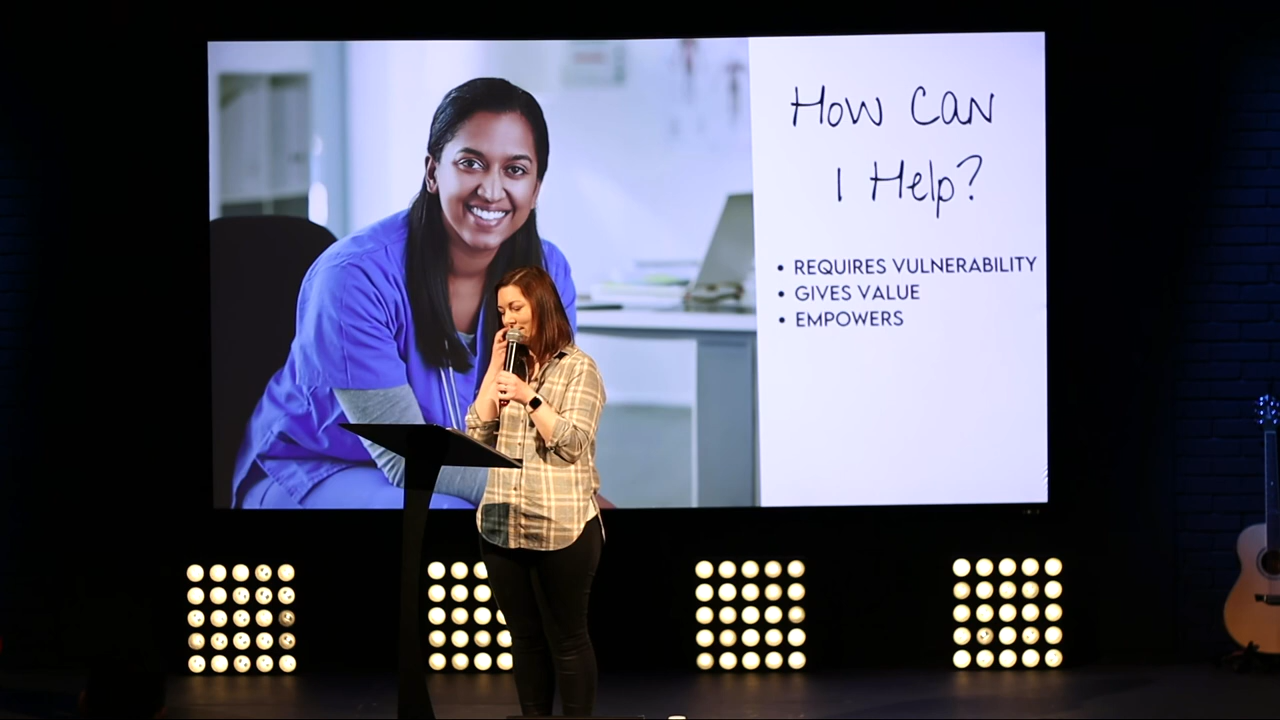 How Can
I Help?
• REQUIRES VULNERABILITY
• GIVES VALUE
• EMPOWERS